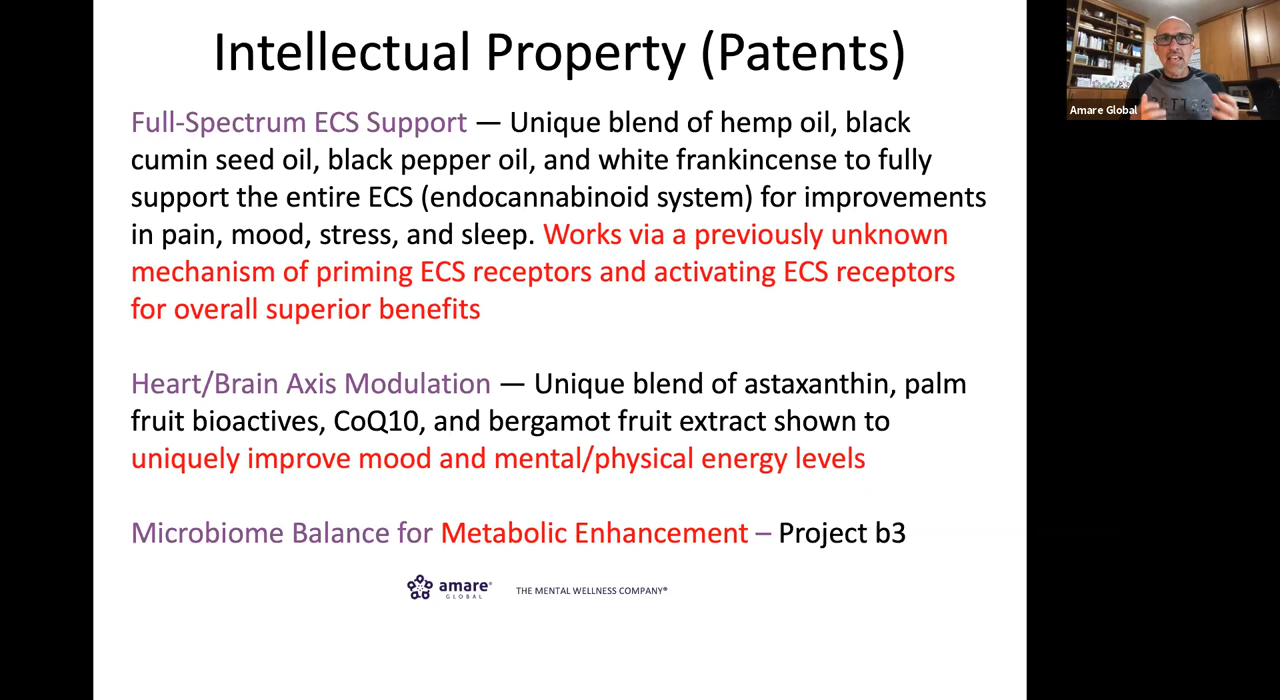 Intellectual Property (Patents)
Full-Spectrum ECS Support — Unique blend of hemp oil, black
cumin seed oil, black pepper oil, and white frankincense to fully
support the entire ECS (endocannabinoid system) for improvements
in pain, mood, stress, and sleep. Works via a previously unknown
mechanism of priming ECS receptors and activating ECS receptors
for overall superior benefits
Heart/Brain Axis Modulation — Unique blend of astaxanthin, palm
fruit bioactives, CoQ10, and bergamot fruit extract shown to
uniquely improve mood and mental/physical energy levels
Microbiome Balance for Metabolic Enhancement – Project b3
amare®
GLOBAL
THE MENTAL WELLNESS COMPANY®
Amare Global